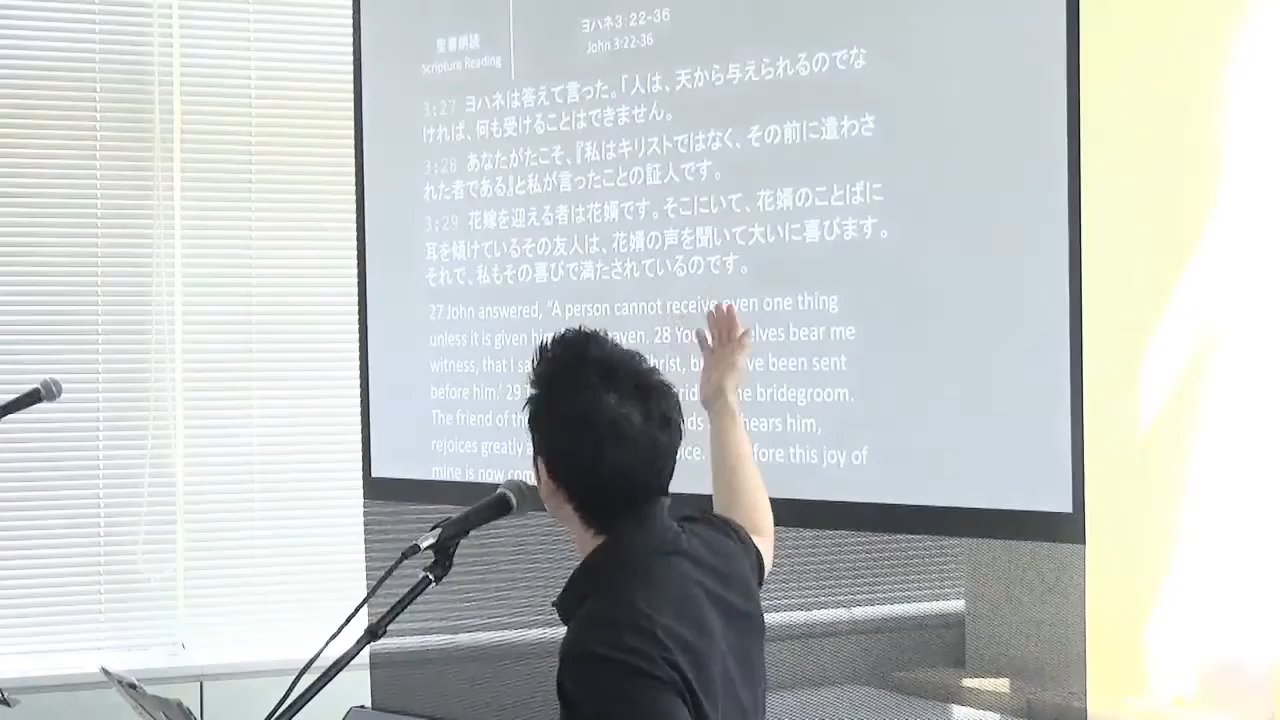 聖書朗読
Scripture Reading
ヨハネ3:22-36
John 3:22-36
3:27 ヨハネは答えて言った。「人は、天から与えられるのでな
ければ、何も受けることはできません。
3:28 あなたがたこそ、『私はキリストではなく、その前に遣わさ
れた者である』と私が言ったことの証人です。
3:29 花嫁を迎える者は花婿です。そこにいて、花婿のことばに
耳を傾けているその友人は、花婿の声を聞いて大いに喜びます。
それで、私もその喜びで満たされているのです。
27 John answered, “A person cannot receive even one thing
unless it is given heaven. 28 elves bear me
witness, that I hrist, ve been sent
before him.’ 29 he bridegroom.
The friend of hears him,
rejoices greatly oice. fore this joy of
mine is now